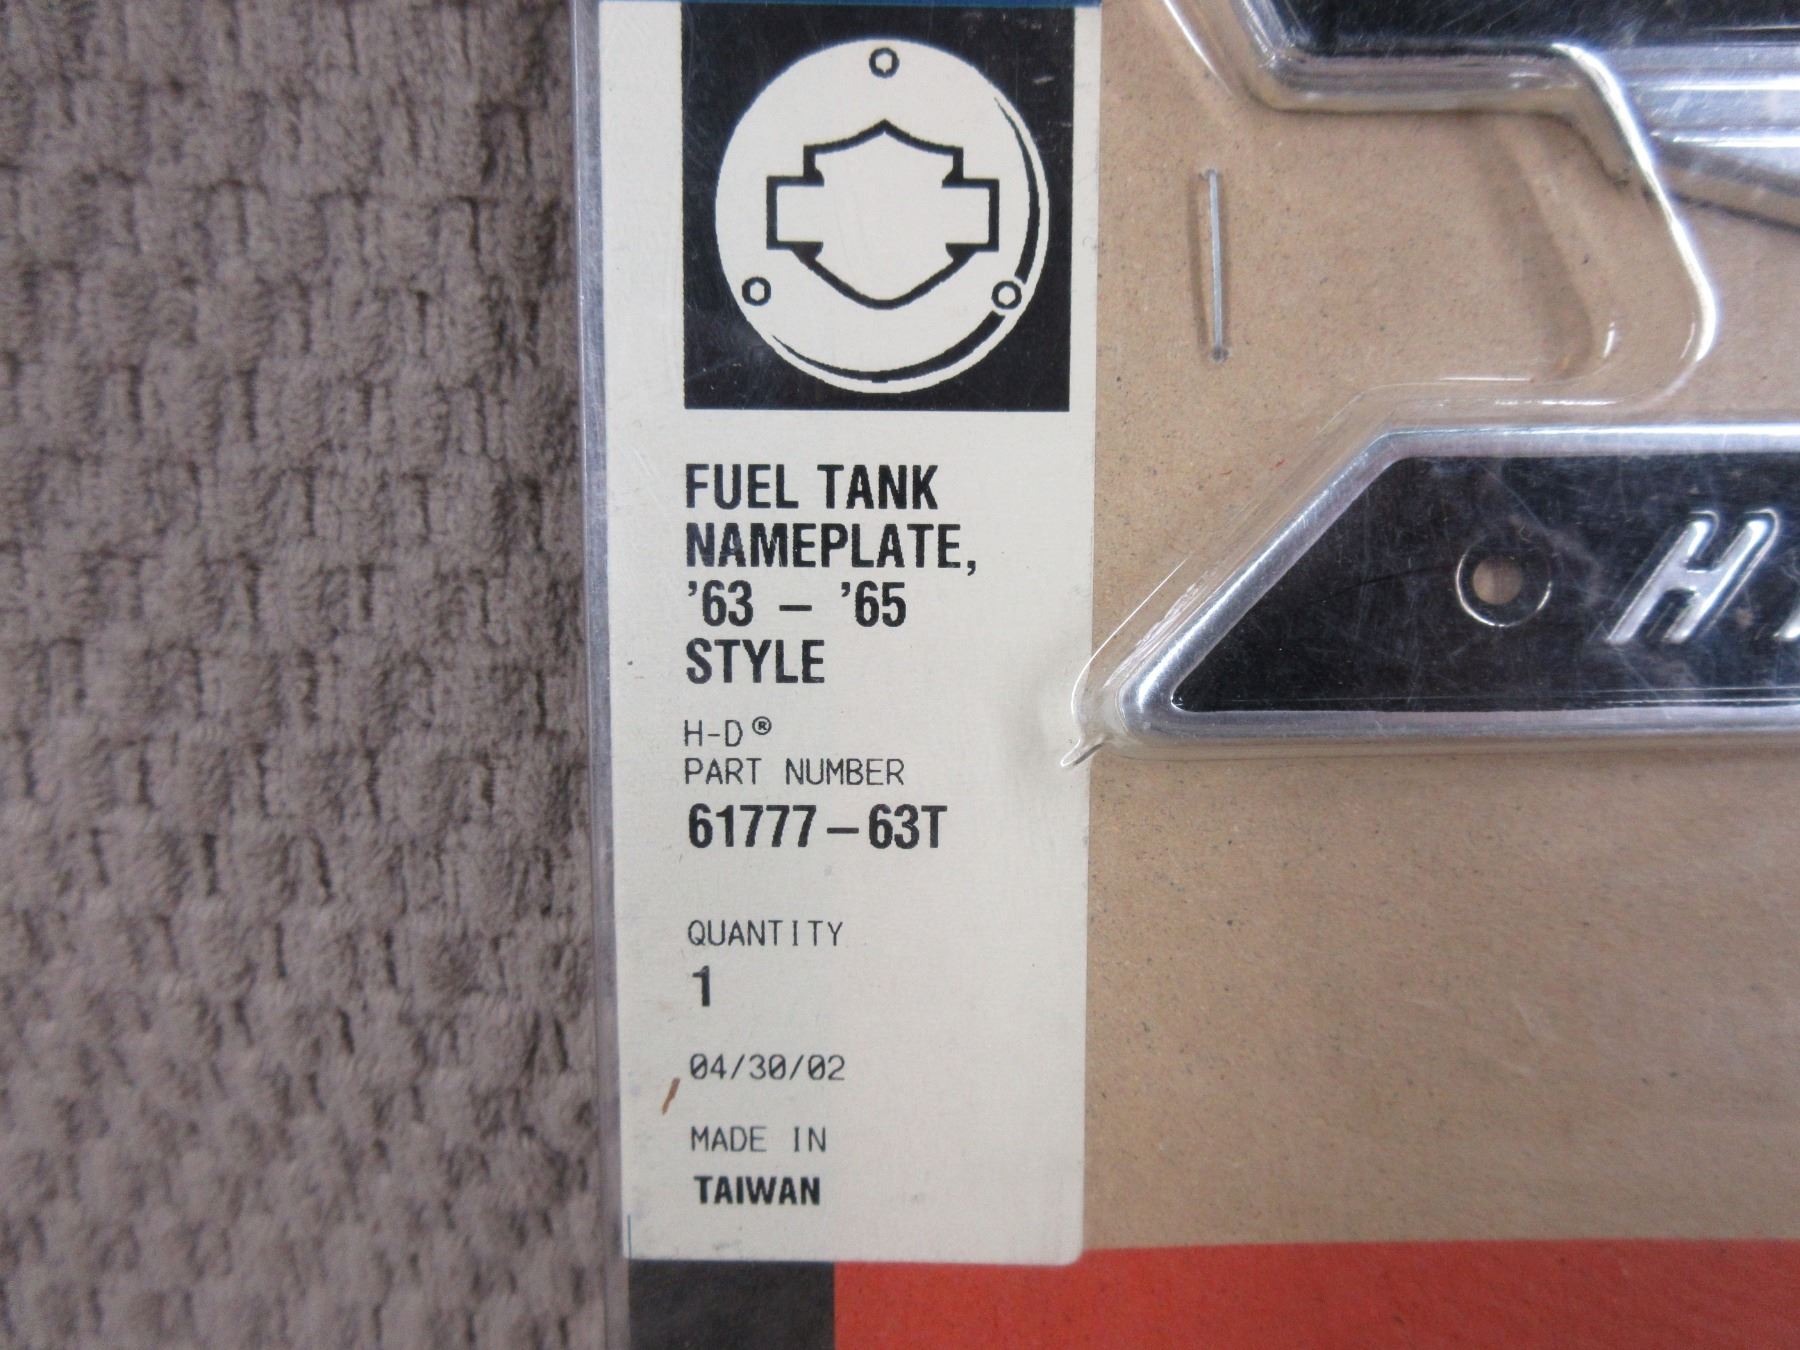 FUEL TANK
NAMEPLATE,
'63 – '65
STYLE
H-D®
PART NUMBER
61777–63T
QUANTITY
1
04/30/02
MADE IN
TAIWAN
H